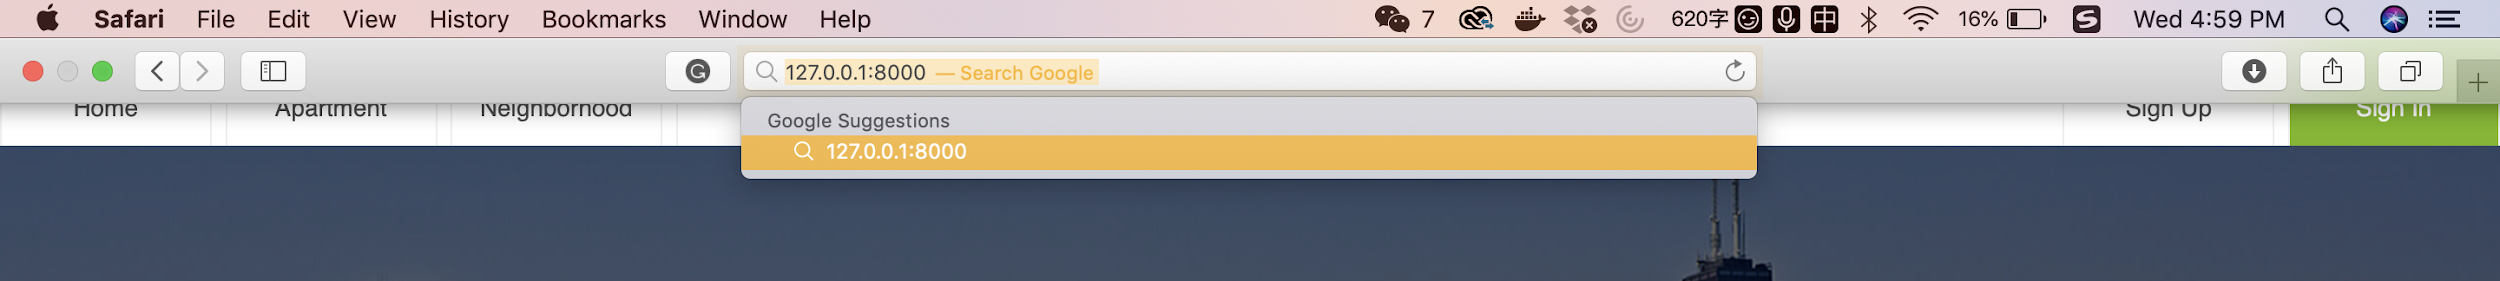 Safari File Edit View History Bookmarks Window Help 7 620字 中 16% S Wed 4:59 PM
G 127.0.0.1:8000 — Search Google
Home Apartment Neighborhood Sign Up Sign In
Google Suggestions
127.0.0.1:8000